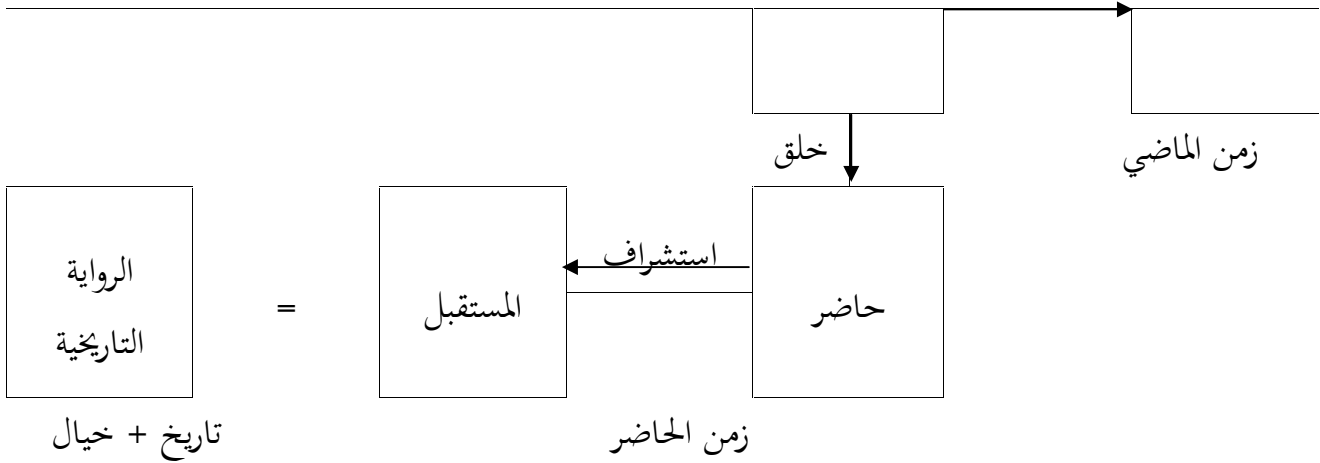 زمن الماضي
خلق
استشراف
حاضر
المستقبل
=
الرواية
التاريخية
زمن الحاضر
تاريخ + خيال